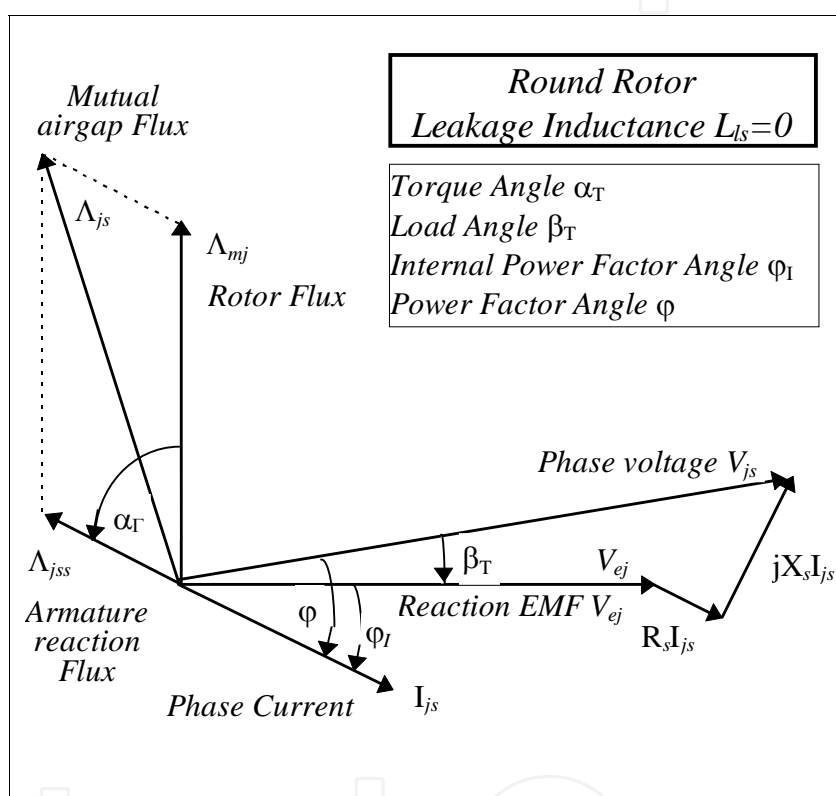 Round Rotor
Leakage Inductance Lls=0
Torque Angle αT
Load Angle βT
Internal Power Factor Angle φI
Power Factor Angle φ
Mutual
airgap Flux
Λjs
Λmj
Rotor Flux
Phase voltage Vjs
αΓ
Λjss
βT
Vej
jXsIjs
Armature
reaction
Flux
φ
φI
Reaction EMF Vej
RsIjs
Phase Current
Ijs